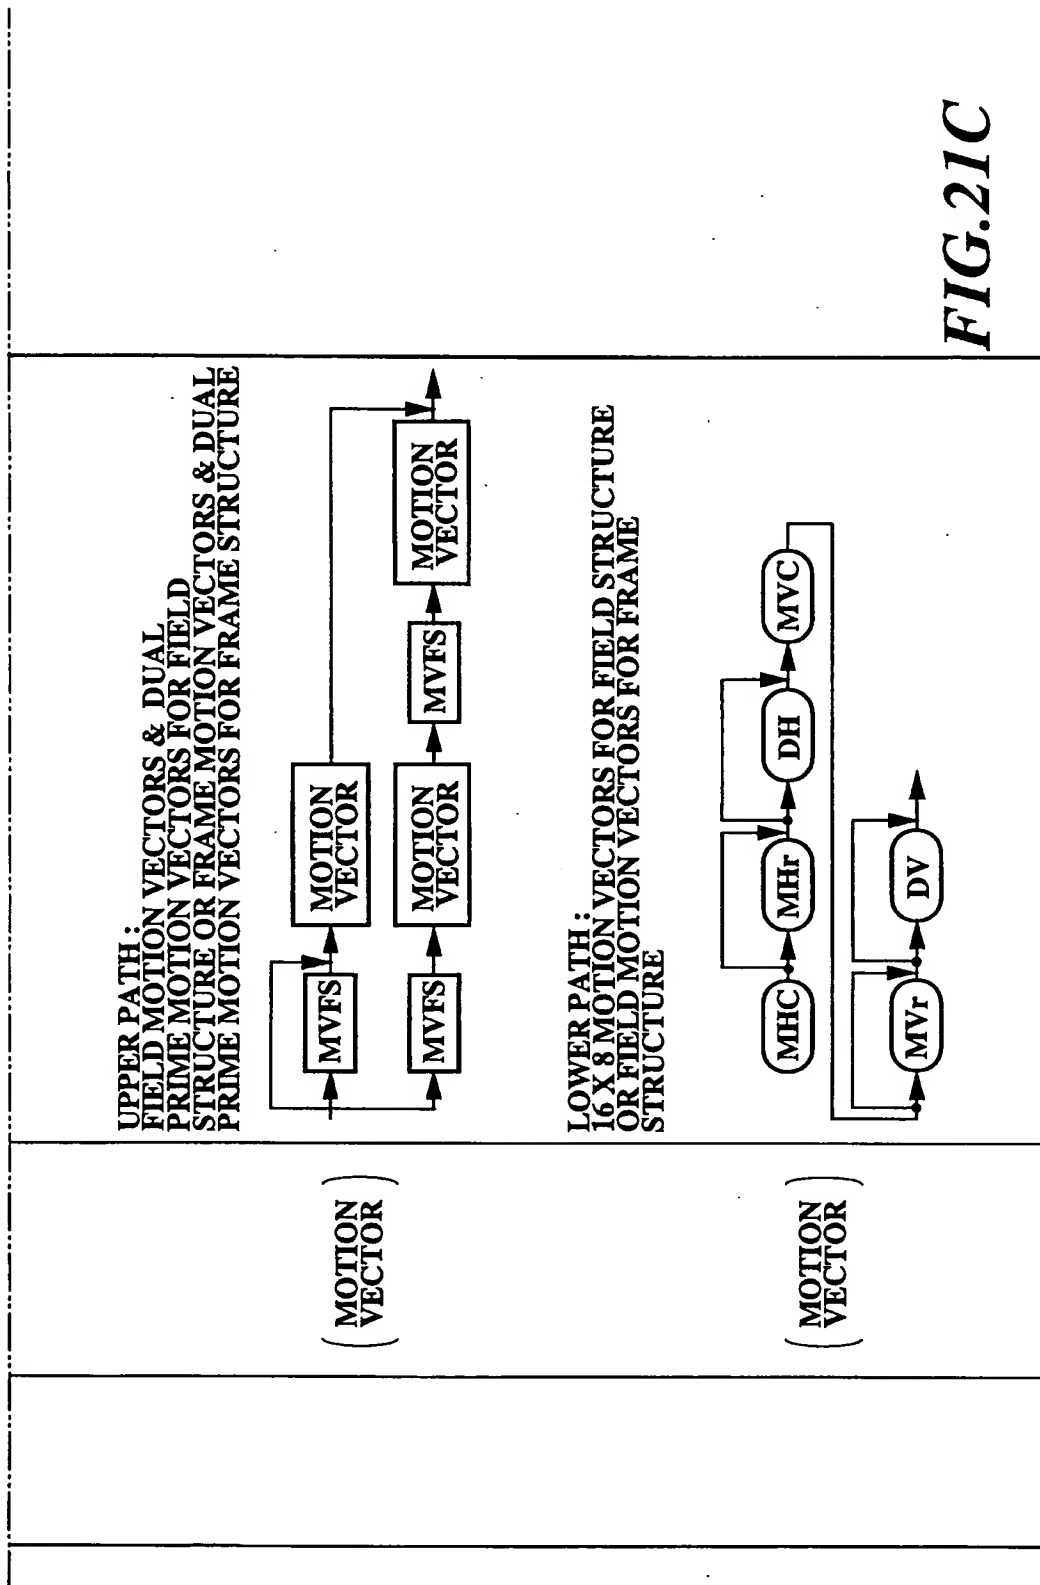 (MOTION
VECTOR)
UPPER PATH :
FIELD MOTION VECTORS & DUAL
PRIME MOTION VECTORS FOR FIELD
STRUCTURE OR FRAME MOTION VECTORS & DUAL
PRIME MOTION VECTORS FOR FRAME STRUCTURE
MVFS
MOTION
VECTOR
MVFS
MOTION
VECTOR
MVFS
MOTION
VECTOR
(MOTION
VECTOR)
LOWER PATH :
16 X 8 MOTION VECTORS FOR FIELD STRUCTURE
OR FIELD MOTION VECTORS FOR FRAME
STRUCTURE
MHC
MHr
DH
MVC
MVr
DV
FIG.21C